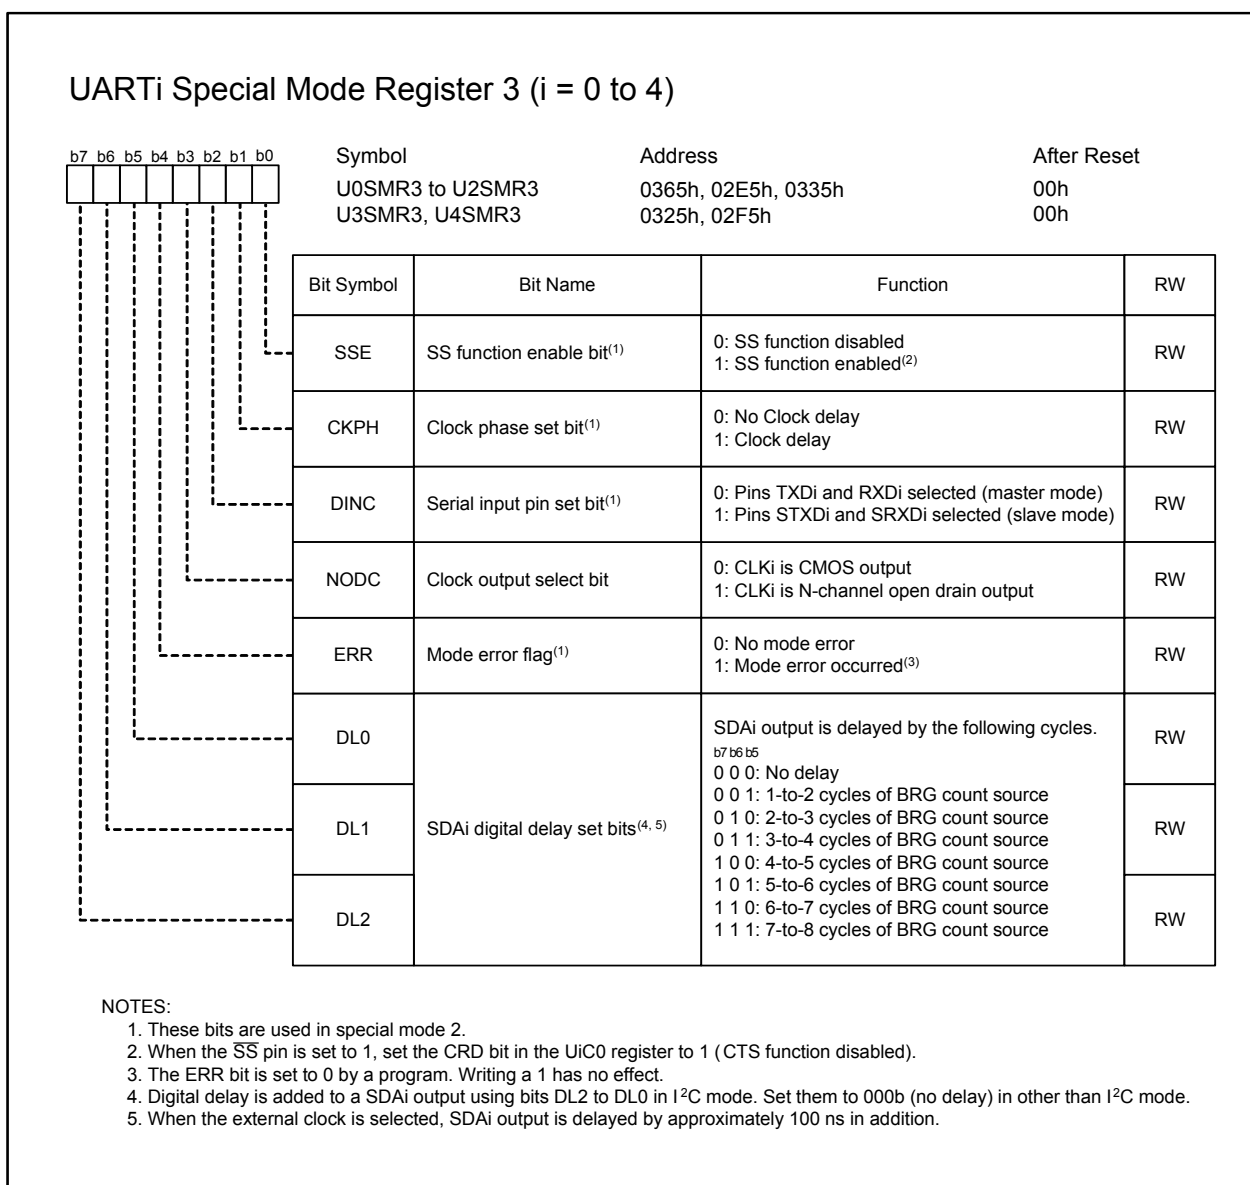 UARTi Special Mode Register 3 (i = 0 to 4)
b7 b6 b5 b4 b3 b2 b1 b0
Symbol Address After Reset
U0SMR3 to U2SMR3 0365h, 02E5h, 0335h 00h
U3SMR3, U4SMR3 0325h, 02F5h 00h
Bit Symbol Bit Name Function RW
SSE SS function enable bit(1) 0: SS function disabled
1: SS function enabled(2) RW
CKPH Clock phase set bit(1) 0: No Clock delay
1: Clock delay RW
DINC Serial input pin set bit(1) 0: Pins TXDi and RXDi selected (master mode)
1: Pins STXDi and SRXDi selected (slave mode) RW
NODC Clock output select bit 0: CLKi is CMOS output
1: CLKi is N-channel open drain output RW
ERR Mode error flag(1) 0: No mode error
1: Mode error occurred(3) RW
DL0 RW
DL1 SDAi digital delay set bits(4, 5) RW
DL2 RW
SDAi output is delayed by the following cycles.
b7 b6 b5
0 0 0: No delay
0 0 1: 1-to-2 cycles of BRG count source
0 1 0: 2-to-3 cycles of BRG count source
0 1 1: 3-to-4 cycles of BRG count source
1 0 0: 4-to-5 cycles of BRG count source
1 0 1: 5-to-6 cycles of BRG count source
1 1 0: 6-to-7 cycles of BRG count source
1 1 1: 7-to-8 cycles of BRG count source
NOTES:
1. These bits are used in special mode 2.
2. When the SS pin is set to 1, set the CRD bit in the UiC0 register to 1 (CTS function disabled).
3. The ERR bit is set to 0 by a program. Writing a 1 has no effect.
4. Digital delay is added to a SDAi output using bits DL2 to DL0 in I²C mode. Set them to 000b (no delay) in other than I²C mode.
5. When the external clock is selected, SDAi output is delayed by approximately 100 ns in addition.